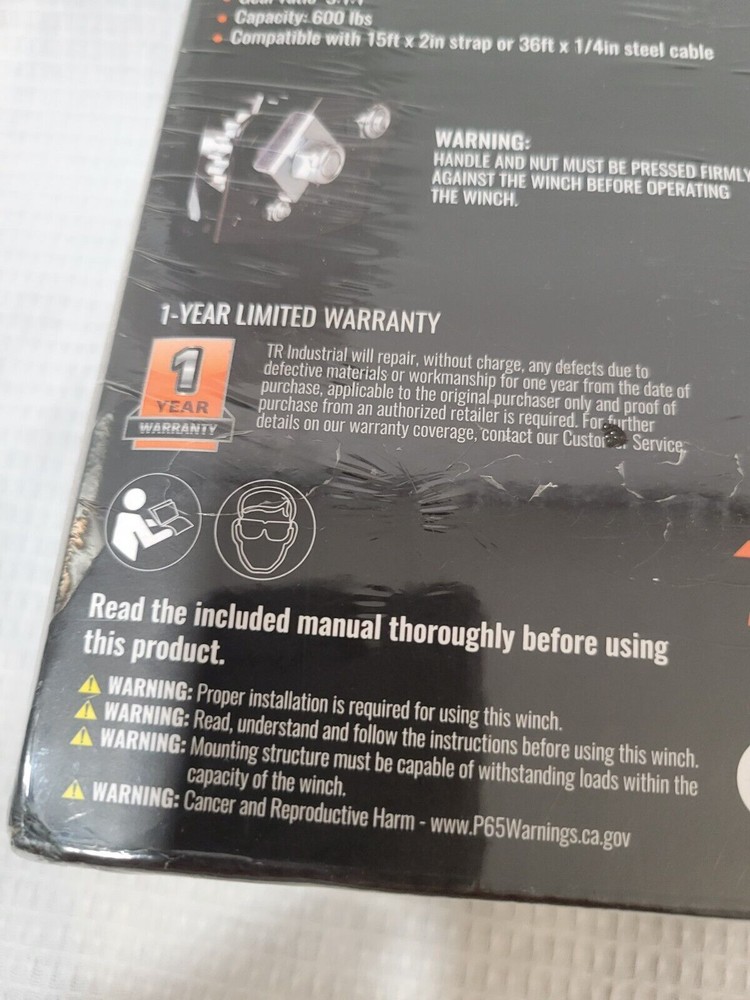 Capacity: 600 lbs
Compatible with 15ft x 2in strap or 36ft x 1/4in steel cable
WARNING:
HANDLE AND NUT MUST BE PRESSED FIRMLY
AGAINST THE WINCH BEFORE OPERATING
THE WINCH.
1-YEAR LIMITED WARRANTY
1
YEAR
WARRANTY
TR Industrial will repair, without charge, any defects due to
defective materials or workmanship for one year from the date of
purchase, applicable to the original purchaser only and proof of
purchase from an authorized retailer is required. For further
details on our warranty coverage, contact our Service.
Read the included manual thoroughly before using
this product.
WARNING: Proper installation is required for using this winch.
WARNING: Read, understand and follow the instructions before using this winch.
WARNING: Mounting structure must be capable of withstanding loads within the
capacity of the winch.
WARNING: Cancer and Reproductive Harm - www.P65Warnings.ca.gov